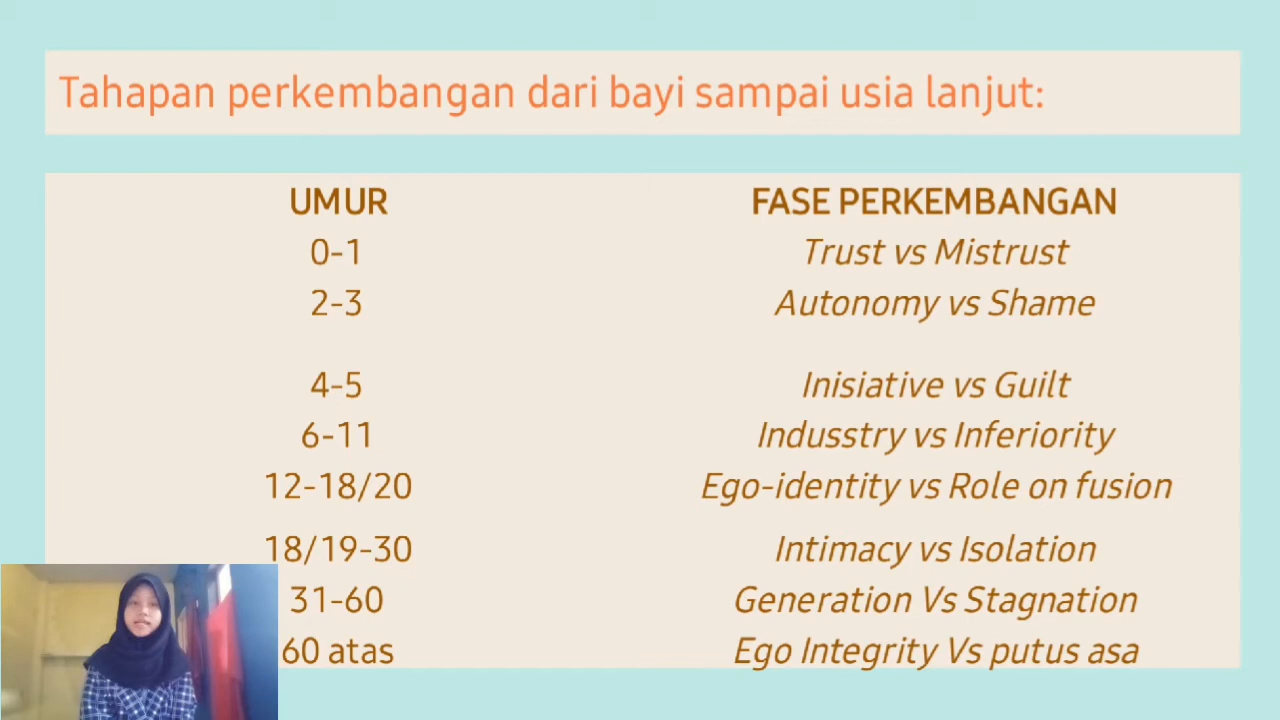 Tahapan perkembangan dari bayi sampai usia lanjut:
UMUR FASE PERKEMBANGAN
0-1 Trust vs Mistrust
2-3 Autonomy vs Shame
4-5 Inisiative vs Guilt
6-11 Indusstry vs Inferiority
12-18/20 Ego-identity vs Role on fusion
18/19-30 Intimacy vs Isolation
31-60 Generation Vs Stagnation
60 atas Ego Integrity Vs putus asa